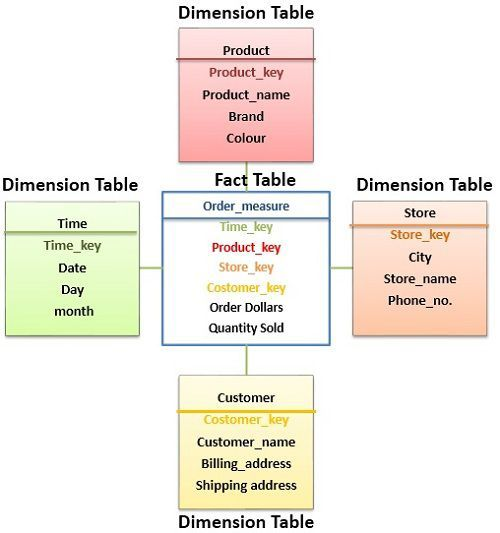 Dimension Table
Product
Product_key
Product_name
Brand
Colour
Dimension Table
Time
Time_key
Date
Day
month
Fact Table
Order_measure
Time_key
Product_key
Store_key
Costomer_key
Order Dollars
Quantity Sold
Dimension Table
Store
Store_key
City
Store_name
Phone_no.
Customer
Costomer_key
Customer_name
Billing_address
Shipping address
Dimension Table